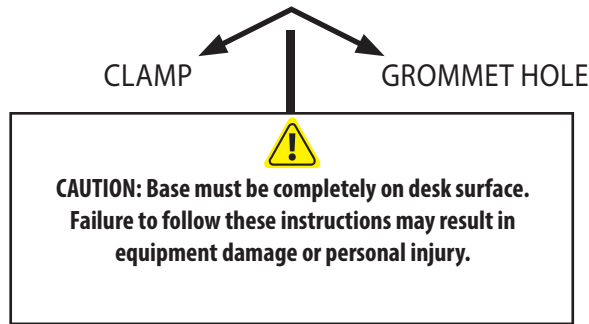 CLAMP
GROMMET HOLE
CAUTION: Base must be completely on desk surface.
Failure to follow these instructions may result in
equipment damage or personal injury.